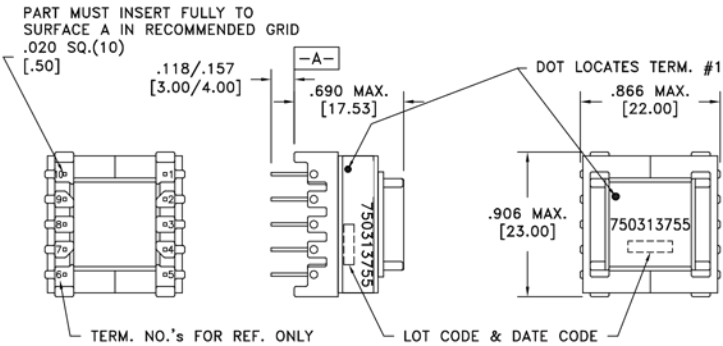 PART MUST INSERT FULLY TO
SURFACE A IN RECOMMENDED GRID
.020 SQ.(10)
[.50]
.118/.157
[3.00/4.00]
-A-
.690 MAX.
[17.53]
DOT LOCATES TERM. #1
.866 MAX.
[22.00]
10
1
9
2
8
3
7
4
6
5
750313755
.906 MAX.
[23.00]
750313755
TERM. NO.'s FOR REF. ONLY
LOT CODE & DATE CODE